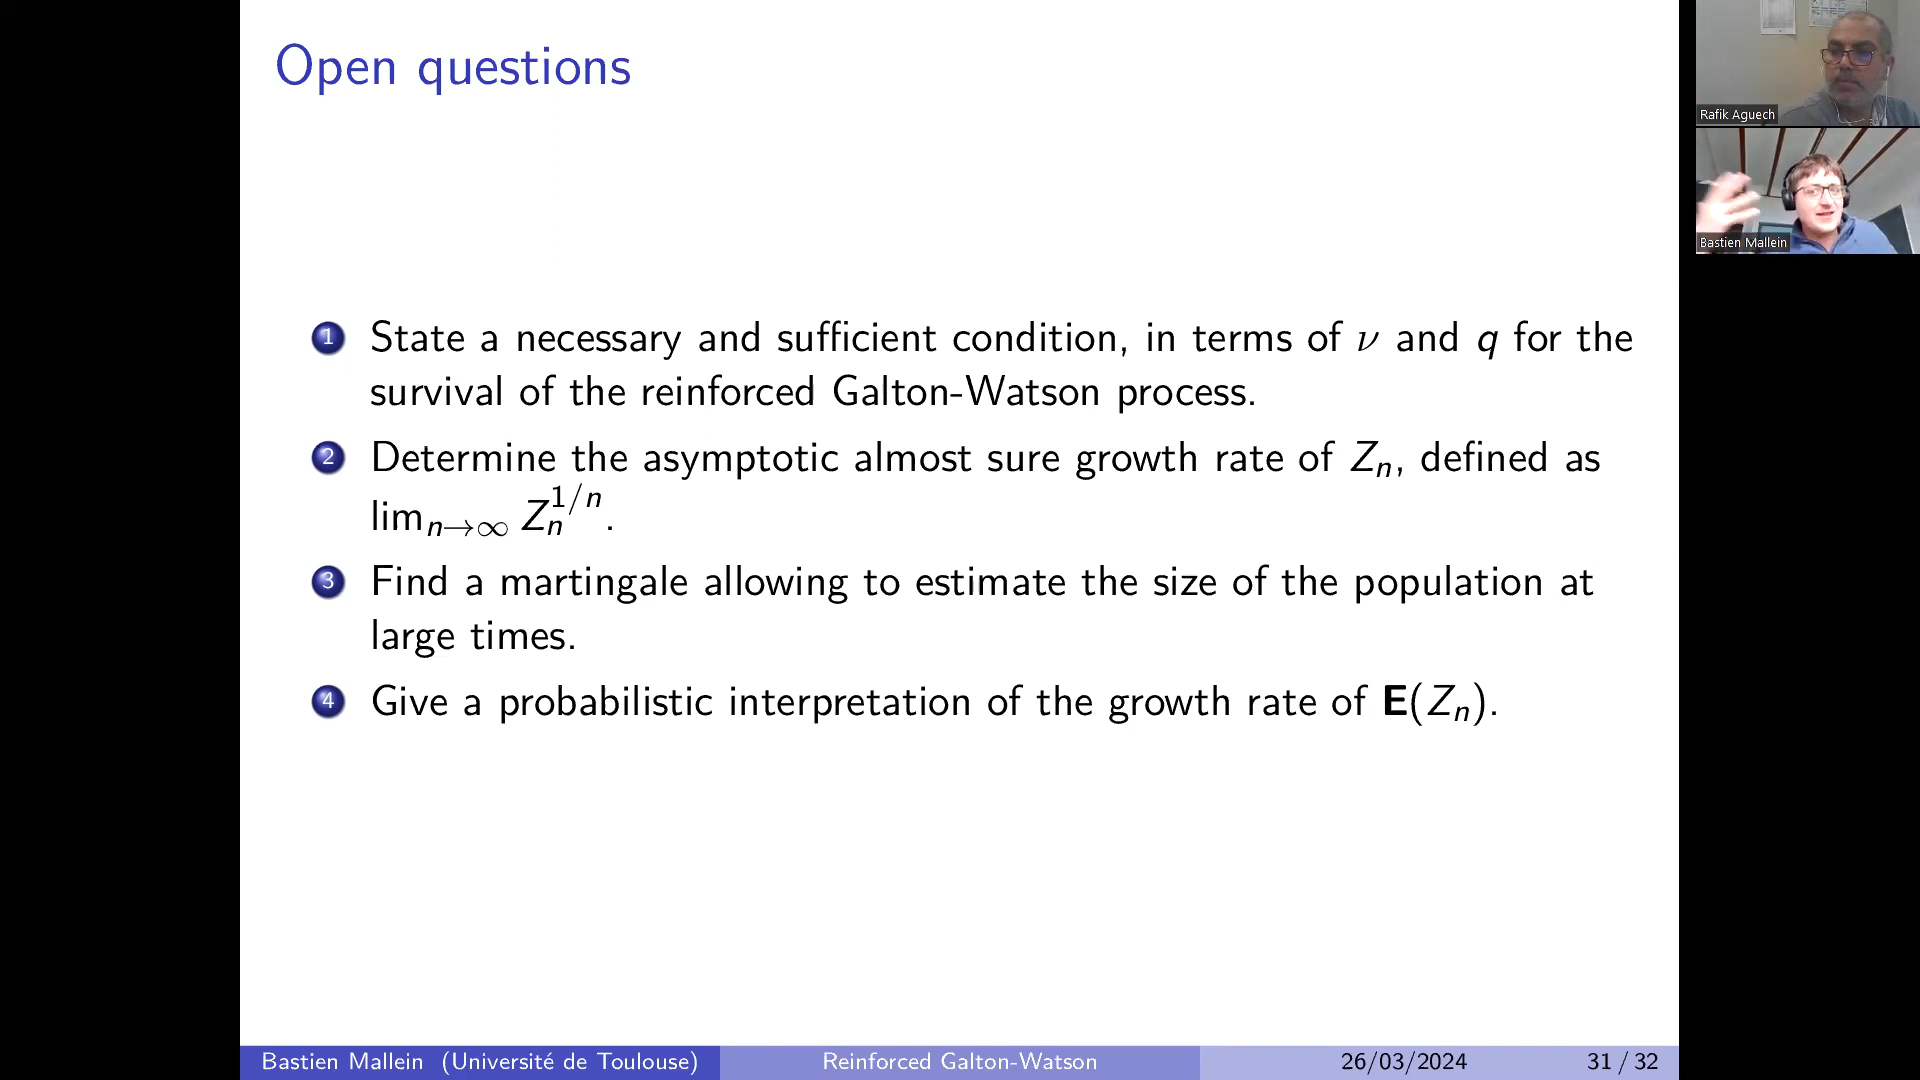 Open questions
1 State a necessary and sufficient condition, in terms of ν and q for the
survival of the reinforced Galton-Watson process.
2 Determine the asymptotic almost sure growth rate of Zₙ, defined as
limₙ→∞ Zₙ^{1/n}.
3 Find a martingale allowing to estimate the size of the population at
large times.
4 Give a probabilistic interpretation of the growth rate of E(Zₙ).
Bastien Mallein (Université de Toulouse) Reinforced Galton-Watson 26/03/2024 31 / 32
Rafik Aguech
Bastien Mallein